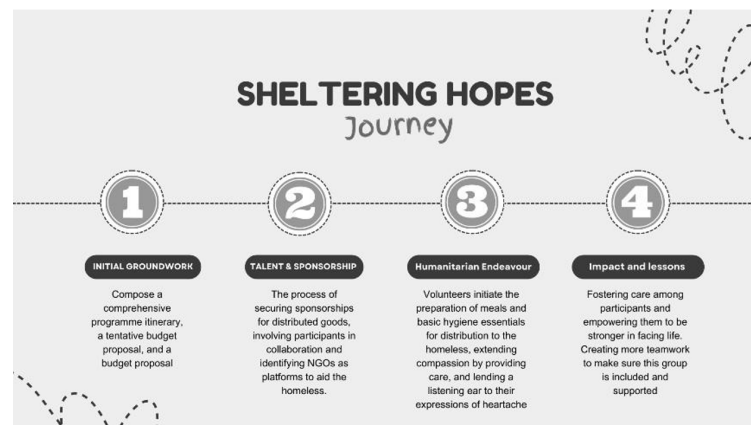 SHELTERING HOPES
Journey
1
2
3
4
INITIAL GROUNDWORK
Compose a
comprehensive
programme itinerary,
a tentative budget
proposal, and a
budget proposal
TALENT & SPONSORSHIP
The process of
securing sponsorships
for distributed goods,
involving participants in
collaboration and
identifying NGOs as
platforms to aid the
homeless.
Humanitarian Endeavour
Volunteers initiate the
preparation of meals and
basic hygiene essentials
for distribution to the
homeless, extending
compassion by providing
care, and lending a
listening ear to their
expressions of heartache
Impact and lessons
Fostering care among
participants and
empowering them to be
stronger in facing life.
Creating more teamwork
to make sure this group
is included and
supported